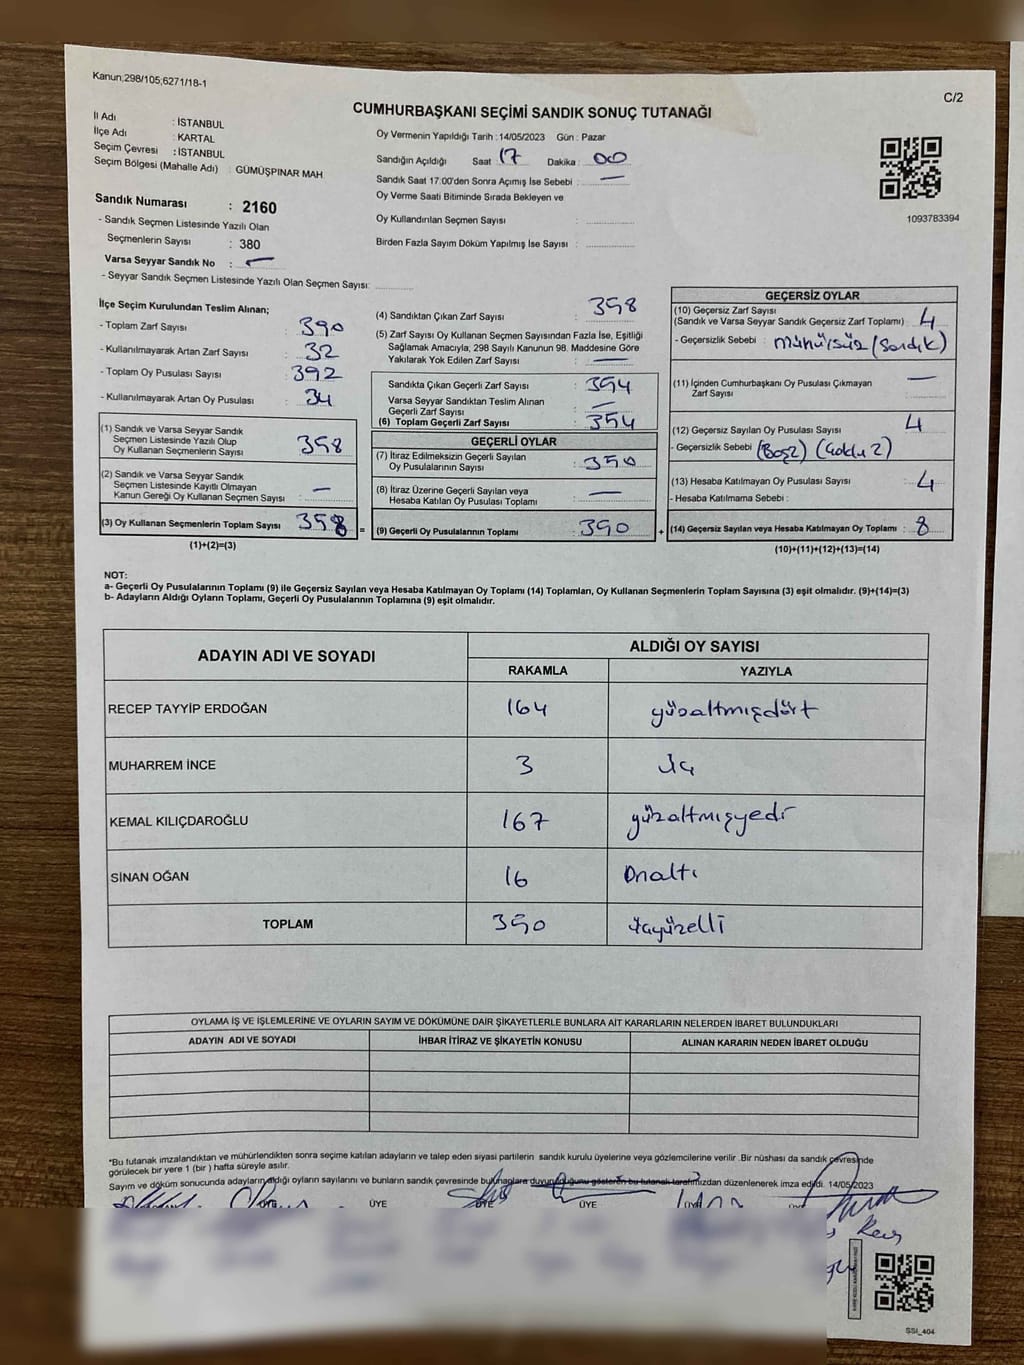 Kanun;298/105;6271/18-1
C/2
CUMHURBAŞKANI SEÇİMİ SANDIK SONUÇ TUTANAĞI
İl Adı : İSTANBUL
İlçe Adı : KARTAL
Seçim Çevresi : İSTANBUL
Seçim Bölgesi (Mahalle Adı) : GÜMÜŞPINAR MAH.
Sandık Numarası : 2160
- Sandık Seçmen Listesinde Yazılı Olan
Seçmenlerin Sayısı : 380
Varsa Seyyar Sandık No : —
- Seyyar Sandık Seçmen Listesinde Yazılı Olan Seçmen Sayısı:
Oy Vermenin Yapıldığı Tarih : 14/05/2023 Gün : Pazar
Sandığın Açıldığı Saat : 17 Dakika : 00
Sandık Saat 17.00'den Sonra Açımış İse Sebebi : —
Oy Verme Saati Bitiminde Sırada Bekleyen ve
Oy Kullandırılan Seçmen Sayısı :
Birden Fazla Sayım Döküm Yapılmış İse Sayısı :
1093783394
İlçe Seçim Kurulundan Teslim Alınan;
- Toplam Zarf Sayısı : 390
- Kullanılmayarak Artan Zarf Sayısı : 32
- Toplam Oy Pusulası Sayısı : 392
- Kullanılmayarak Artan Oy Pusulası : 34
(1) Sandık ve Varsa Seyyar Sandık
Seçmen Listesinde Yazılı Olup
Oy Kullanan Seçmenlerin Sayısı : 358
(2) Sandık ve Varsa Seyyar Sandık
Seçmen Listesinde Kayıtlı Olmayan
Kanun Gereği Oy Kullanan Seçmen Sayısı : —
(3) Oy Kullanan Seçmenlerin Toplam Sayısı : 358 =
(1)+(2)=(3)
(4) Sandıktan Çıkan Zarf Sayısı : 358
(5) Zarf Sayısı Oy Kullanan Seçmen Sayısından Fazla İse, Eşitliği
Sağlamak Amacıyla, 298 Sayılı Kanunun 98. Maddesine Göre
Yakılarak Yok Edilen Zarf Sayısı : —
Sandıkta Çıkan Geçerli Zarf Sayısı : 354
Varsa Seyyar Sandıktan Teslim Alınan
Geçerli Zarf Sayısı : —
(6) Toplam Geçerli Zarf Sayısı : 354
GEÇERLİ OYLAR
(7) İtiraz Edilmeksizin Geçerli Sayılan
Oy Pusulalarının Sayısı : 350
(8) İtiraz Üzerine Geçerli Sayılan veya
Hesaba Katılan Oy Pusulası Toplamı : —
(9) Geçerli Oy Pusulalarının Toplamı : 350 +
GEÇERSİZ OYLAR
(10) Geçersiz Zarf Sayısı
(Sandık ve Varsa Seyyar Sandık Geçersiz Zarf Toplamı) : 4
- Geçersizlik Sebebi : mühürsüz (Sandık)
(11) İçinden Cumhurbaşkanı Oy Pusulası Çıkmayan
Zarf Sayısı : —
(12) Geçersiz Sayılan Oy Pusulası Sayısı : 4
- Geçersizlik Sebebi : (Boş2) (Çoklu 2)
(13) Hesaba Katılmayan Oy Pusulası Sayısı : 4
- Hesaba Katılmama Sebebi :
(14) Geçersiz Sayılan veya Hesaba Katılmayan Oy Toplamı : 8
(10)+(11)+(12)+(13)=(14)
NOT:
a- Geçerli Oy Pusulalarının Toplamı (9) ile Geçersiz Sayılan veya Hesaba Katılmayan Oy Toplamı (14) Toplamları, Oy Kullanan Seçmenlerin Toplam Sayısına (3) eşit olmalıdır. (9)+(14)=(3)
b- Adayların Aldığı Oyların Toplamı, Geçerli Oy Pusulalarının Toplamına (9) eşit olmalıdır.
ADAYIN ADI VE SOYADI ALDIĞI OY SAYISI
RAKAMLA YAZIYLA
RECEP TAYYİP ERDOĞAN 164 yüzaltmışdört
MUHARREM İNCE 3 üç
KEMAL KILIÇDAROĞLU 167 yüzaltmışyedi
SİNAN OĞAN 16 Onaltı
TOPLAM 350 üçyüzelli
OYLAMA İŞ VE İŞLEMLERİNE VE OYLARIN SAYIM VE DÖKÜMÜNE DAİR ŞİKAYETLERLE BUNLARA AİT KARARLARIN NELERDEN İBARET BULUNDUKLARI
ADAYIN ADI VE SOYADI İHBAR İTİRAZ VE ŞİKAYETİN KONUSU ALINAN KARARIN NEDEN İBARET OLDUĞU
*Bu tutanak imzalandıktan ve mühürlendikten sonra seçime katılan adayların ve talep eden siyasi partilerin sandık kurulu üyelerine veya gözlemcilerine verilir .Bir nüshası da sandık çevresinde
görülecek bir yere 1 (bir ) hafta süreyle asılır.
Sayım ve döküm sonucunda adayların aldığı oyların sayılarını ve bunların sandık çevresinde bulunanlara duyurulduğunu gösteren bu tutanak tarafımızdan düzenlenerek imza edildi. 14/05/2023
ÜYE ÜYE ÜYE
SSI_404